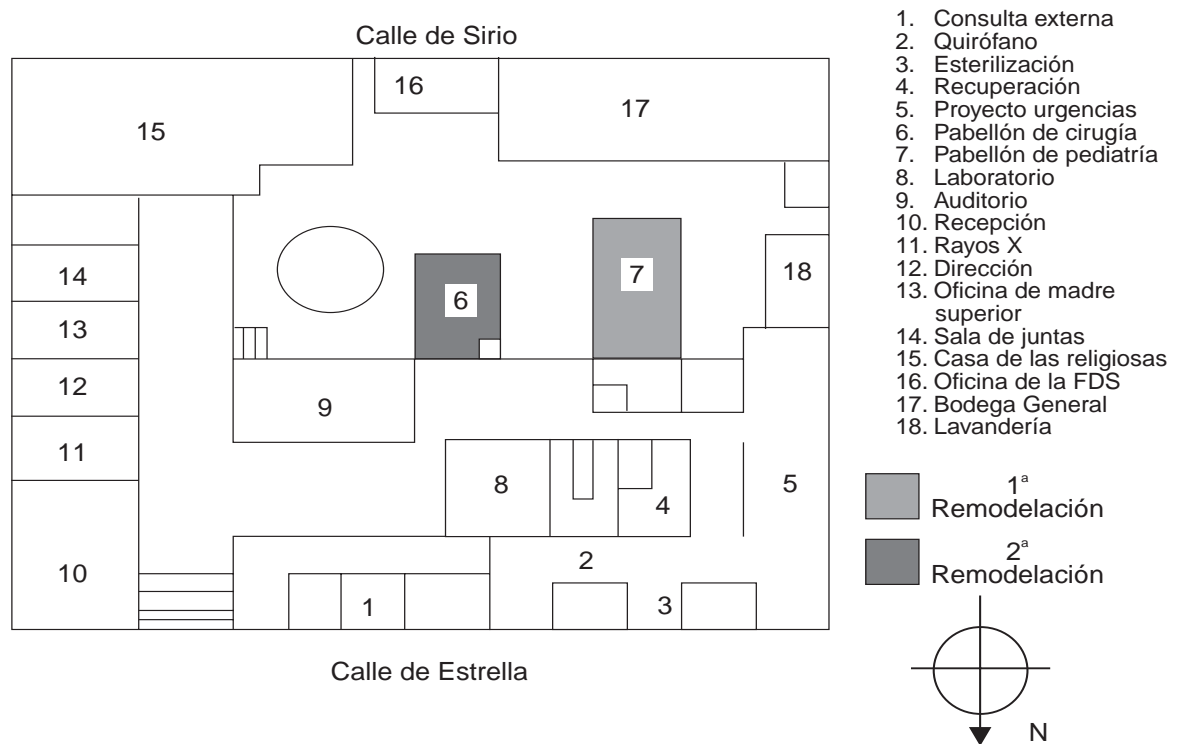 Calle de Sirio
16
15
17
14
13
12
11
10
6
7
18
9
8
4
5
2
1
3
Calle de Estrella
1. Consulta externa
2. Quirófano
3. Esterilización
4. Recuperación
5. Proyecto urgencias
6. Pabellón de cirugía
7. Pabellón de pediatría
8. Laboratorio
9. Auditorio
10. Recepción
11. Rayos X
12. Dirección
13. Oficina de madre
superior
14. Sala de juntas
15. Casa de las religiosas
16. Oficina de la FDS
17. Bodega General
18. Lavandería
1ª
Remodelación
2ª
Remodelación
N